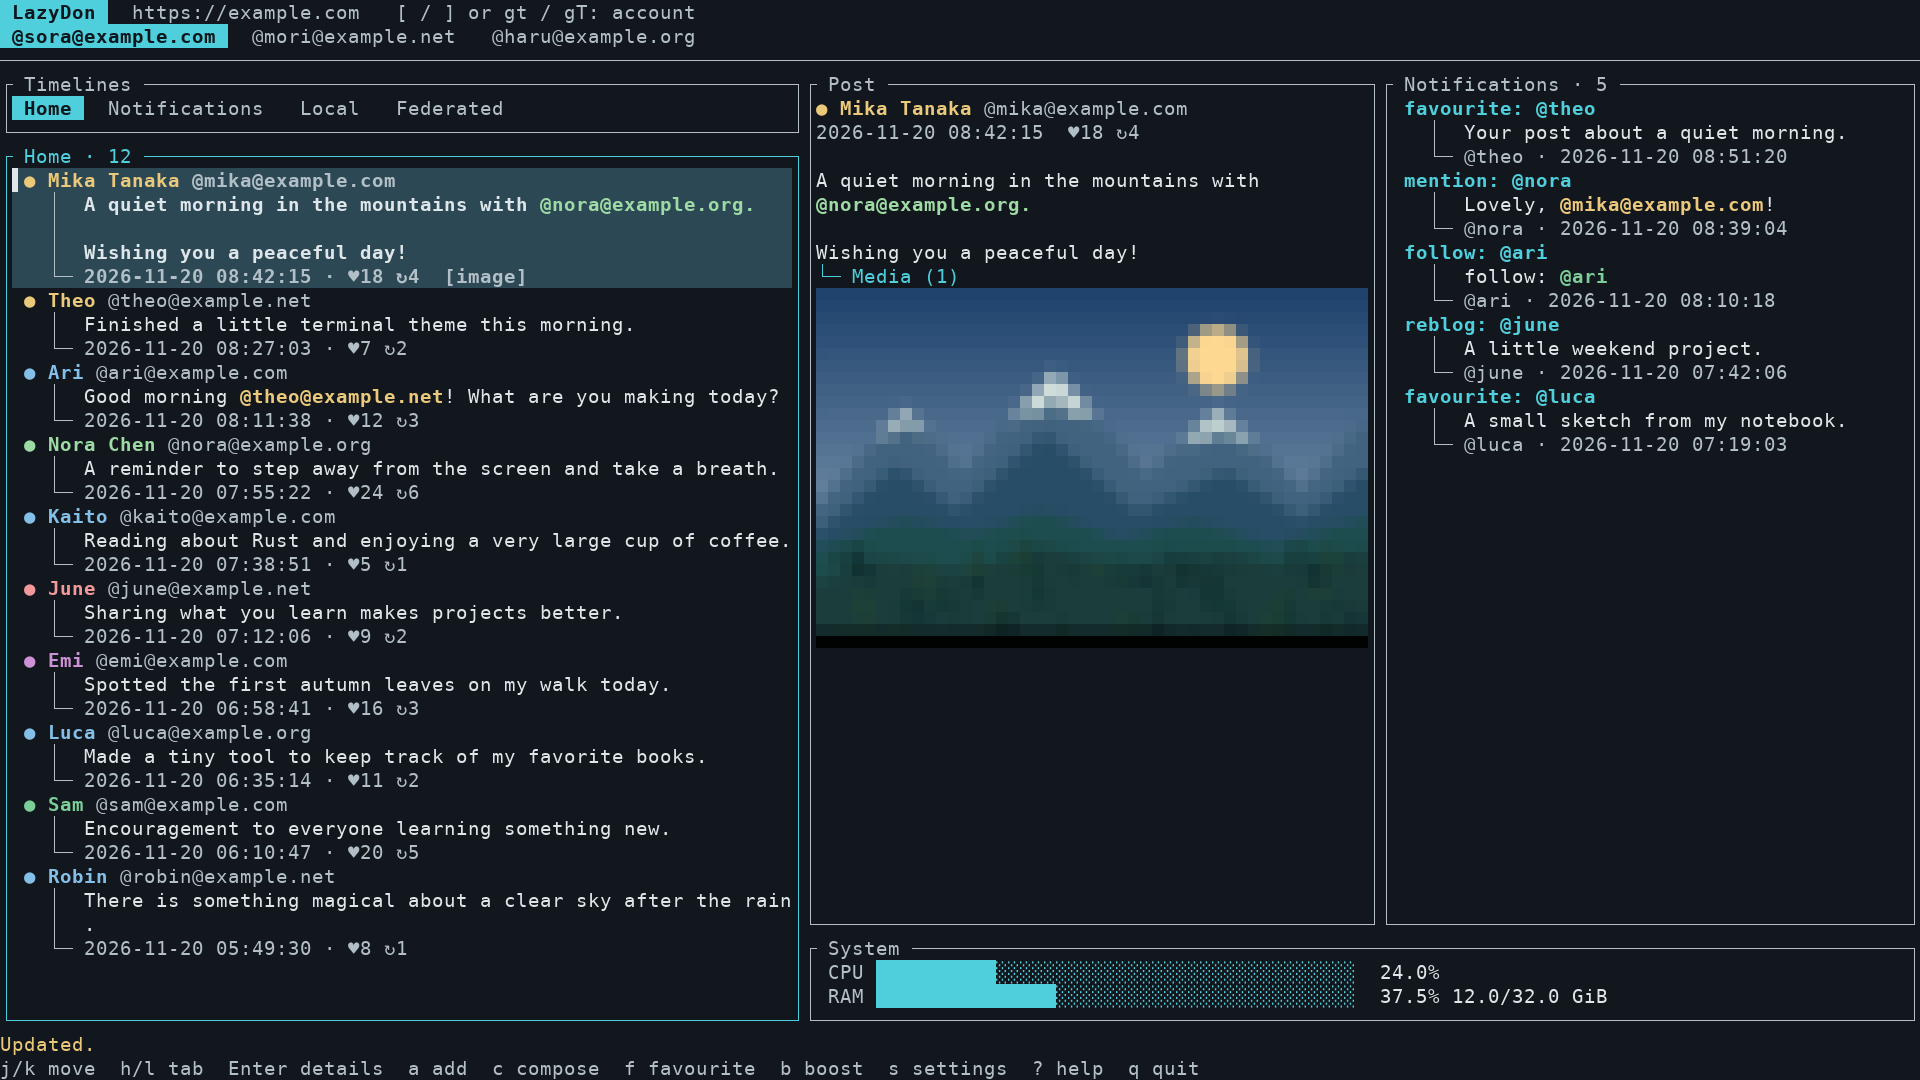 LazyDon  https://example.com  [ / ] or gt / gT: account
@sora@example.com  @mori@example.net  @haru@example.org
Timelines
Home  Notifications  Local  Federated
Home · 12
● Mika Tanaka @mika@example.com
A quiet morning in the mountains with @nora@example.org.
Wishing you a peaceful day!
2026-11-20 08:42:15 · ♥18 ↻4  [image]
● Theo @theo@example.net
Finished a little terminal theme this morning.
2026-11-20 08:27:03 · ♥7 ↻2
● Ari @ari@example.com
Good morning @theo@example.net! What are you making today?
2026-11-20 08:11:38 · ♥12 ↻3
● Nora Chen @nora@example.org
A reminder to step away from the screen and take a breath.
2026-11-20 07:55:22 · ♥24 ↻6
● Kaito @kaito@example.com
Reading about Rust and enjoying a very large cup of coffee.
2026-11-20 07:38:51 · ♥5 ↻1
● June @june@example.net
Sharing what you learn makes projects better.
2026-11-20 07:12:06 · ♥9 ↻2
● Emi @emi@example.com
Spotted the first autumn leaves on my walk today.
2026-11-20 06:58:41 · ♥16 ↻3
● Luca @luca@example.org
Made a tiny tool to keep track of my favorite books.
2026-11-20 06:35:14 · ♥11 ↻2
● Sam @sam@example.com
Encouragement to everyone learning something new.
2026-11-20 06:10:47 · ♥20 ↻5
● Robin @robin@example.net
There is something magical about a clear sky after the rain
.
2026-11-20 05:49:30 · ♥8 ↻1
Post
● Mika Tanaka @mika@example.com
2026-11-20 08:42:15  ♥18 ↻4
A quiet morning in the mountains with
@nora@example.org.
Wishing you a peaceful day!
Media (1)
Notifications · 5
favourite: @theo
Your post about a quiet morning.
@theo · 2026-11-20 08:51:20
mention: @nora
Lovely, @mika@example.com!
@nora · 2026-11-20 08:39:04
follow: @ari
follow: @ari
@ari · 2026-11-20 08:10:18
reblog: @june
A little weekend project.
@june · 2026-11-20 07:42:06
favourite: @luca
A small sketch from my notebook.
@luca · 2026-11-20 07:19:03
System
CPU 24.0%
RAM 37.5% 12.0/32.0 GiB
Updated.
j/k move  h/l tab  Enter details  a add  c compose  f favourite  b boost  s settings  ? help  q quit